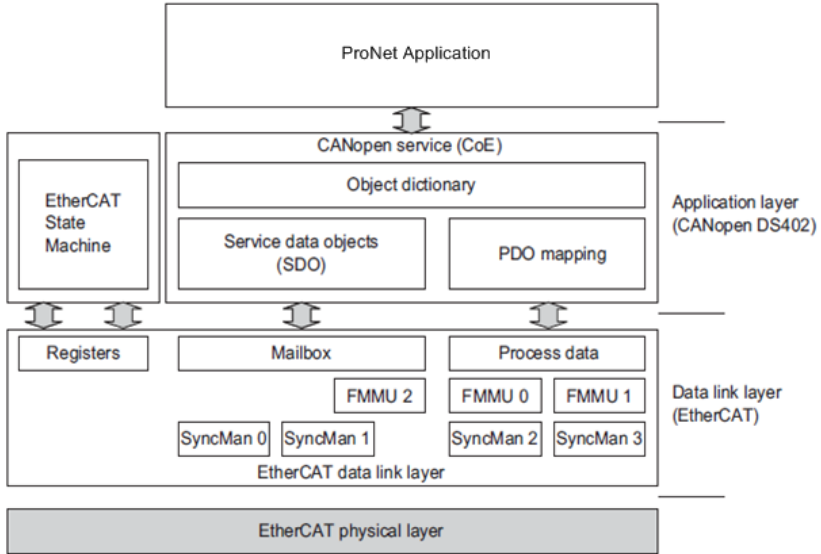 ProNet Application
CANopen service (CoE)
EtherCAT
State
Machine
Object dictionary
Service data objects
(SDO)
PDO mapping
Application layer
(CANopen DS402)
Registers
Mailbox
Process data
FMMU 2
FMMU 0
FMMU 1
Data link layer
(EtherCAT)
SyncMan 0
SyncMan 1
SyncMan 2
SyncMan 3
EtherCAT data link layer
EtherCAT physical layer